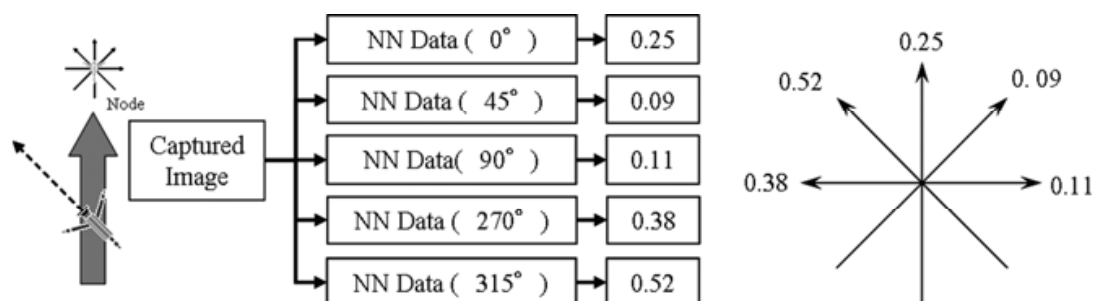 Node
Captured
Image
NN Data ( 0° )
0.25
NN Data ( 45° )
0.09
NN Data( 90° )
0.11
NN Data ( 270° )
0.38
NN Data ( 315° )
0.52
0.25
0.52
0. 09
0.38
0.11